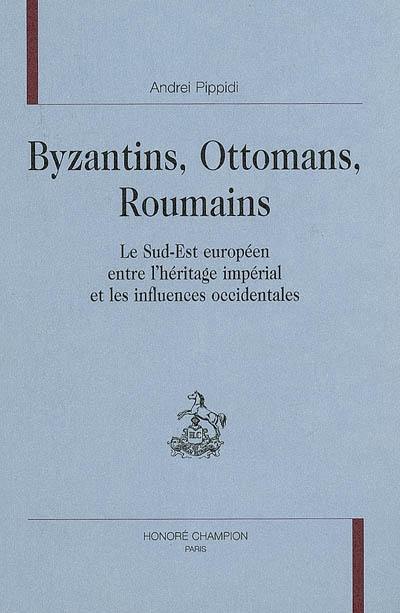 Andrei Pippidi
Byzantins, Ottomans,
Roumains
Le Sud-Est européen
entre l'héritage impérial
et les influences occidentales
HONORÉ CHAMPION
PARIS